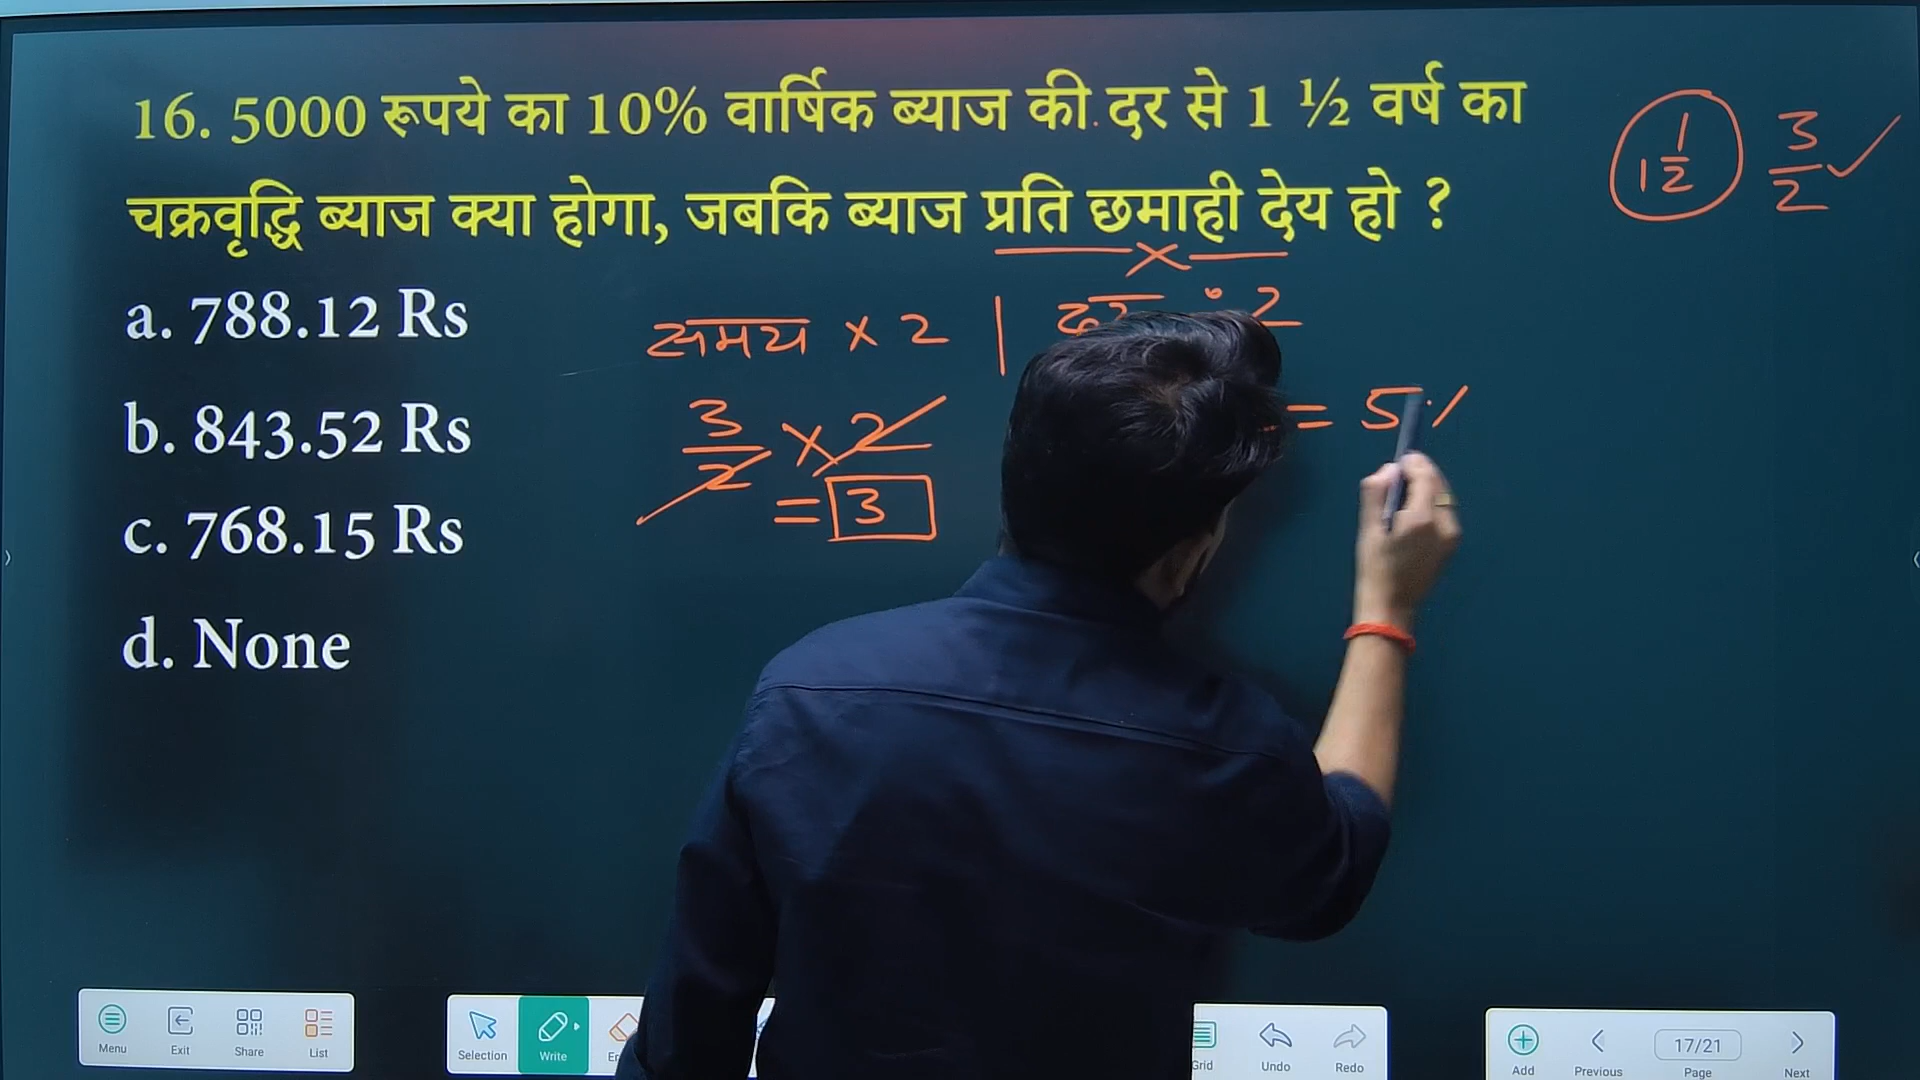 16. 5000 रूपये का 10% वार्षिक ब्याज की दर से 1 ½ वर्ष का
चक्रवृद्धि ब्याज क्या होगा, जबकि ब्याज प्रति छमाही देय हो ?
a. 788.12 Rs
b. 843.52 Rs
c. 768.15 Rs
d. None
1 1/2 3/2 ✓
समय × 2 |
3/2 × 2
= 3
= 5%
Menu Exit Share List Selection Write Grid Undo Redo Add Previous 17/21 Page Next